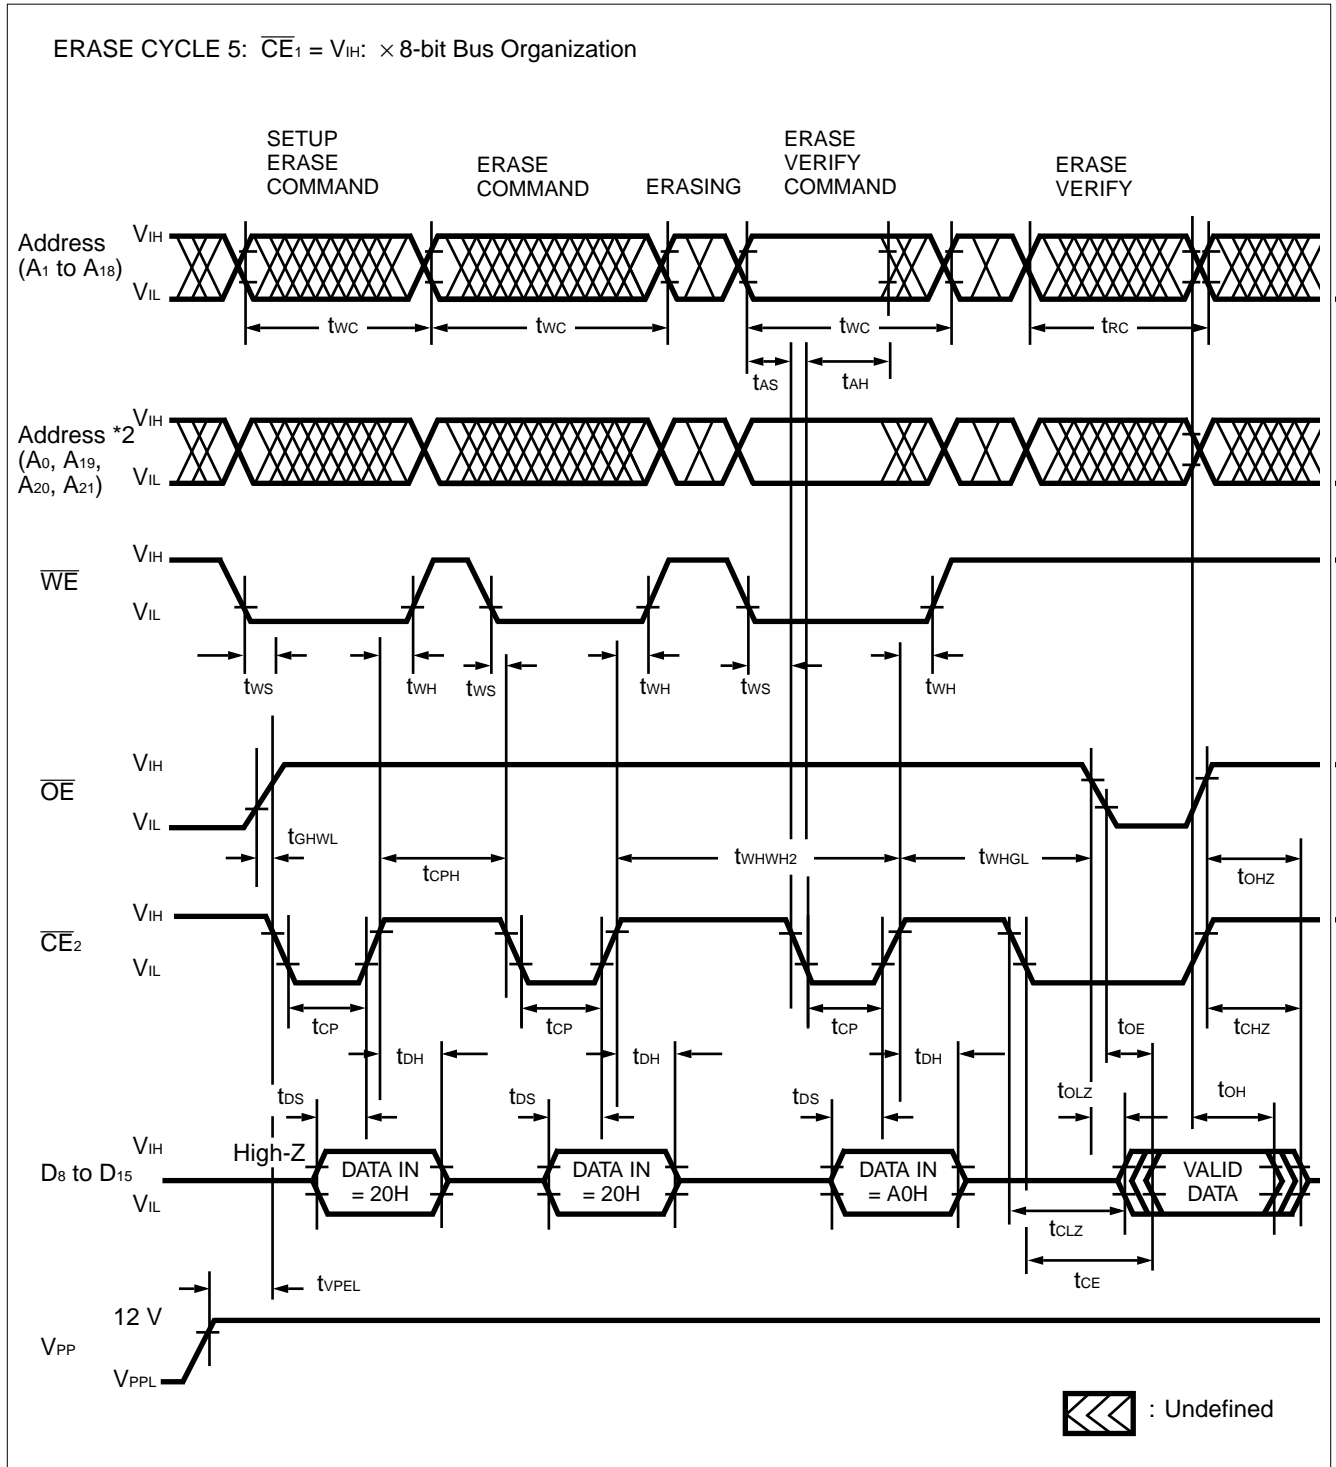 ERASE CYCLE 5: CE1 = VIH: × 8-bit Bus Organization
SETUP
ERASE
COMMAND
ERASE
COMMAND
ERASING
ERASE
VERIFY
COMMAND
ERASE
VERIFY
Address
(A1 to A18)
VIH
VIL
tWC
tWC
tWC
tRC
tAS
tAH
Address *2
(A0, A19,
A20, A21)
VIH
VIL
WE
VIH
VIL
tWS
tWH
tWS
tWH
tWS
tWH
OE
VIH
VIL
tGHWL
tCPH
tWHWH2
tWHGL
tOHZ
CE2
VIH
VIL
tCP
tCP
tCP
tOE
tCHZ
tDH
tDH
tDH
tDS
tDS
tDS
tOLZ
tOH
D8 to D15
VIH
VIL
High-Z
DATA IN
= 20H
DATA IN
= 20H
DATA IN
= A0H
VALID
DATA
tCLZ
tCE
tVPEL
VPP
12 V
VPPL
: Undefined